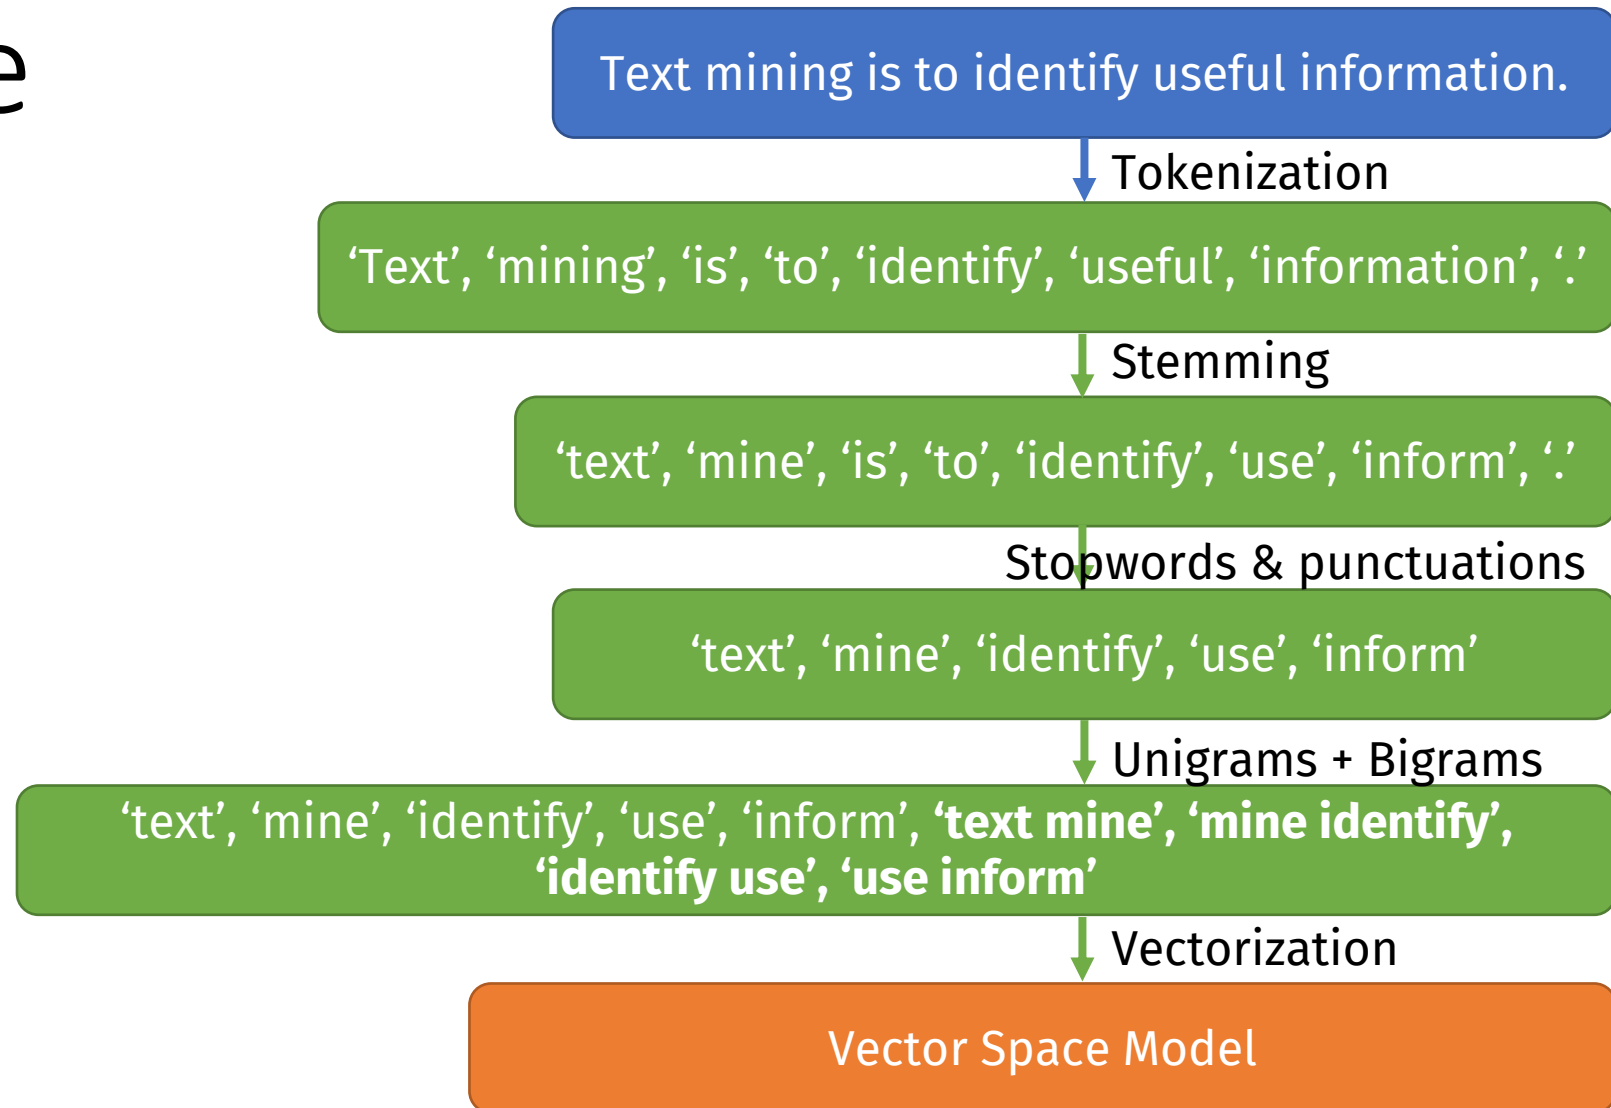 e
Text mining is to identify useful information.
Tokenization
‘Text’, ‘mining’, ‘is’, ‘to’, ‘identify’, ‘useful’, ‘information’, ‘.’
Stemming
‘text’, ‘mine’, ‘is’, ‘to’, ‘identify’, ‘use’, ‘inform’, ‘.’
Stopwords & punctuations
‘text’, ‘mine’, ‘identify’, ‘use’, ‘inform’
Unigrams + Bigrams
‘text’, ‘mine’, ‘identify’, ‘use’, ‘inform’, ‘text mine’, ‘mine identify’,
‘identify use’, ‘use inform’
Vectorization
Vector Space Model